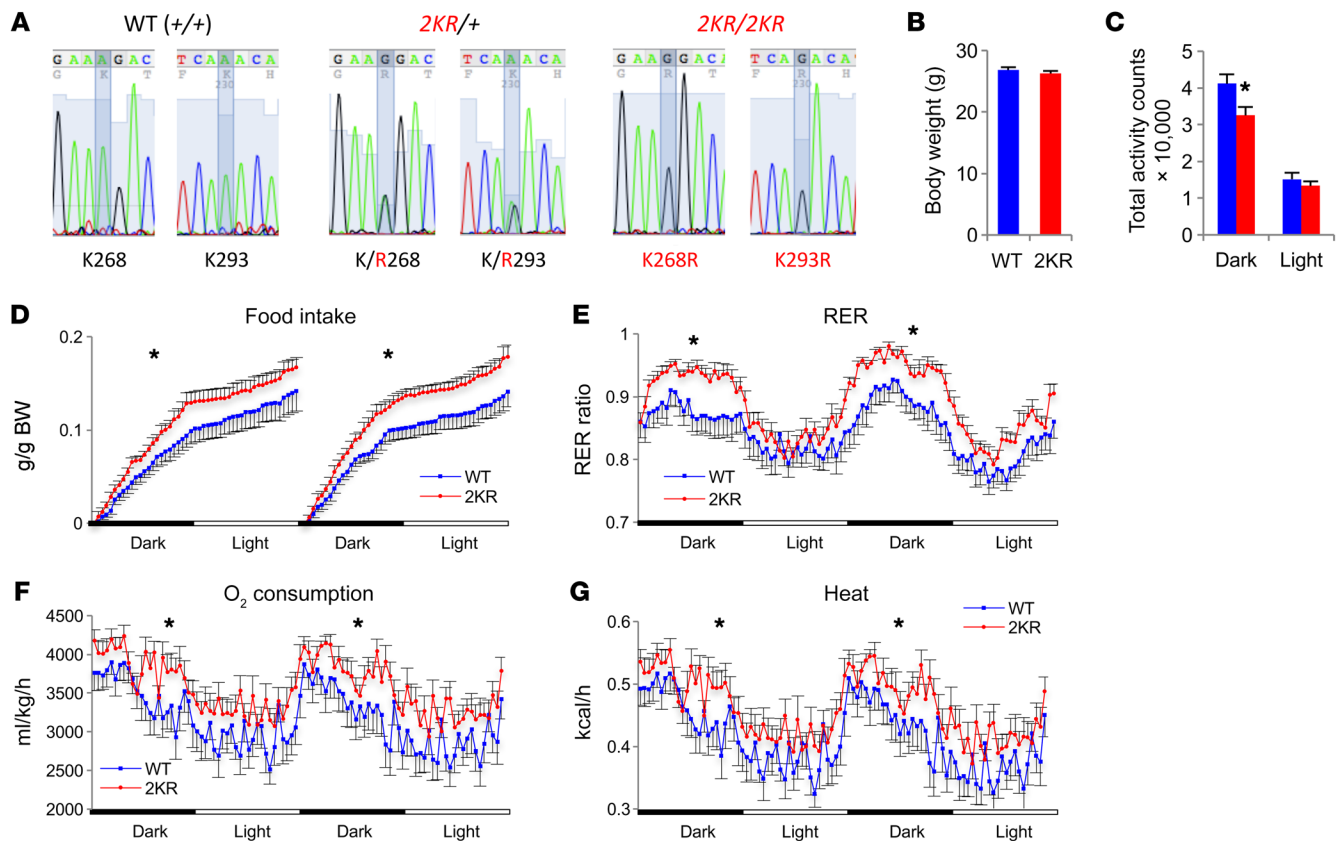 A
WT (+/+)
2KR/+
2KR/2KR
G A A A G A C
T C A A A C A
G A A G G A C
T C A A A C A
G A A G G A C A
T C A G A C A T
G K T
F K H
G R T
F K H
G R T
F R H
230
230
230
K268
K293
K/R268
K/R293
K268R
K293R
B
Body weight (g)
30
20
10
0
WT 2KR
C
Total activity counts
× 10,000
5
4
3
2
1
0
*
Dark Light
D
Food intake
g/g BW
0.2
0.1
0
* *
WT
2KR
Dark Light Dark Light
E
RER
RER ratio
1
0.9
0.8
0.7
* *
WT
2KR
Dark Light Dark Light
F
O2 consumption
ml/kg/h
4500
4000
3500
3000
2500
2000
* *
WT
2KR
Dark Light Dark Light
G
Heat
kcal/h
0.6
0.5
0.4
0.3
* *
WT
2KR
Dark Light Dark Light